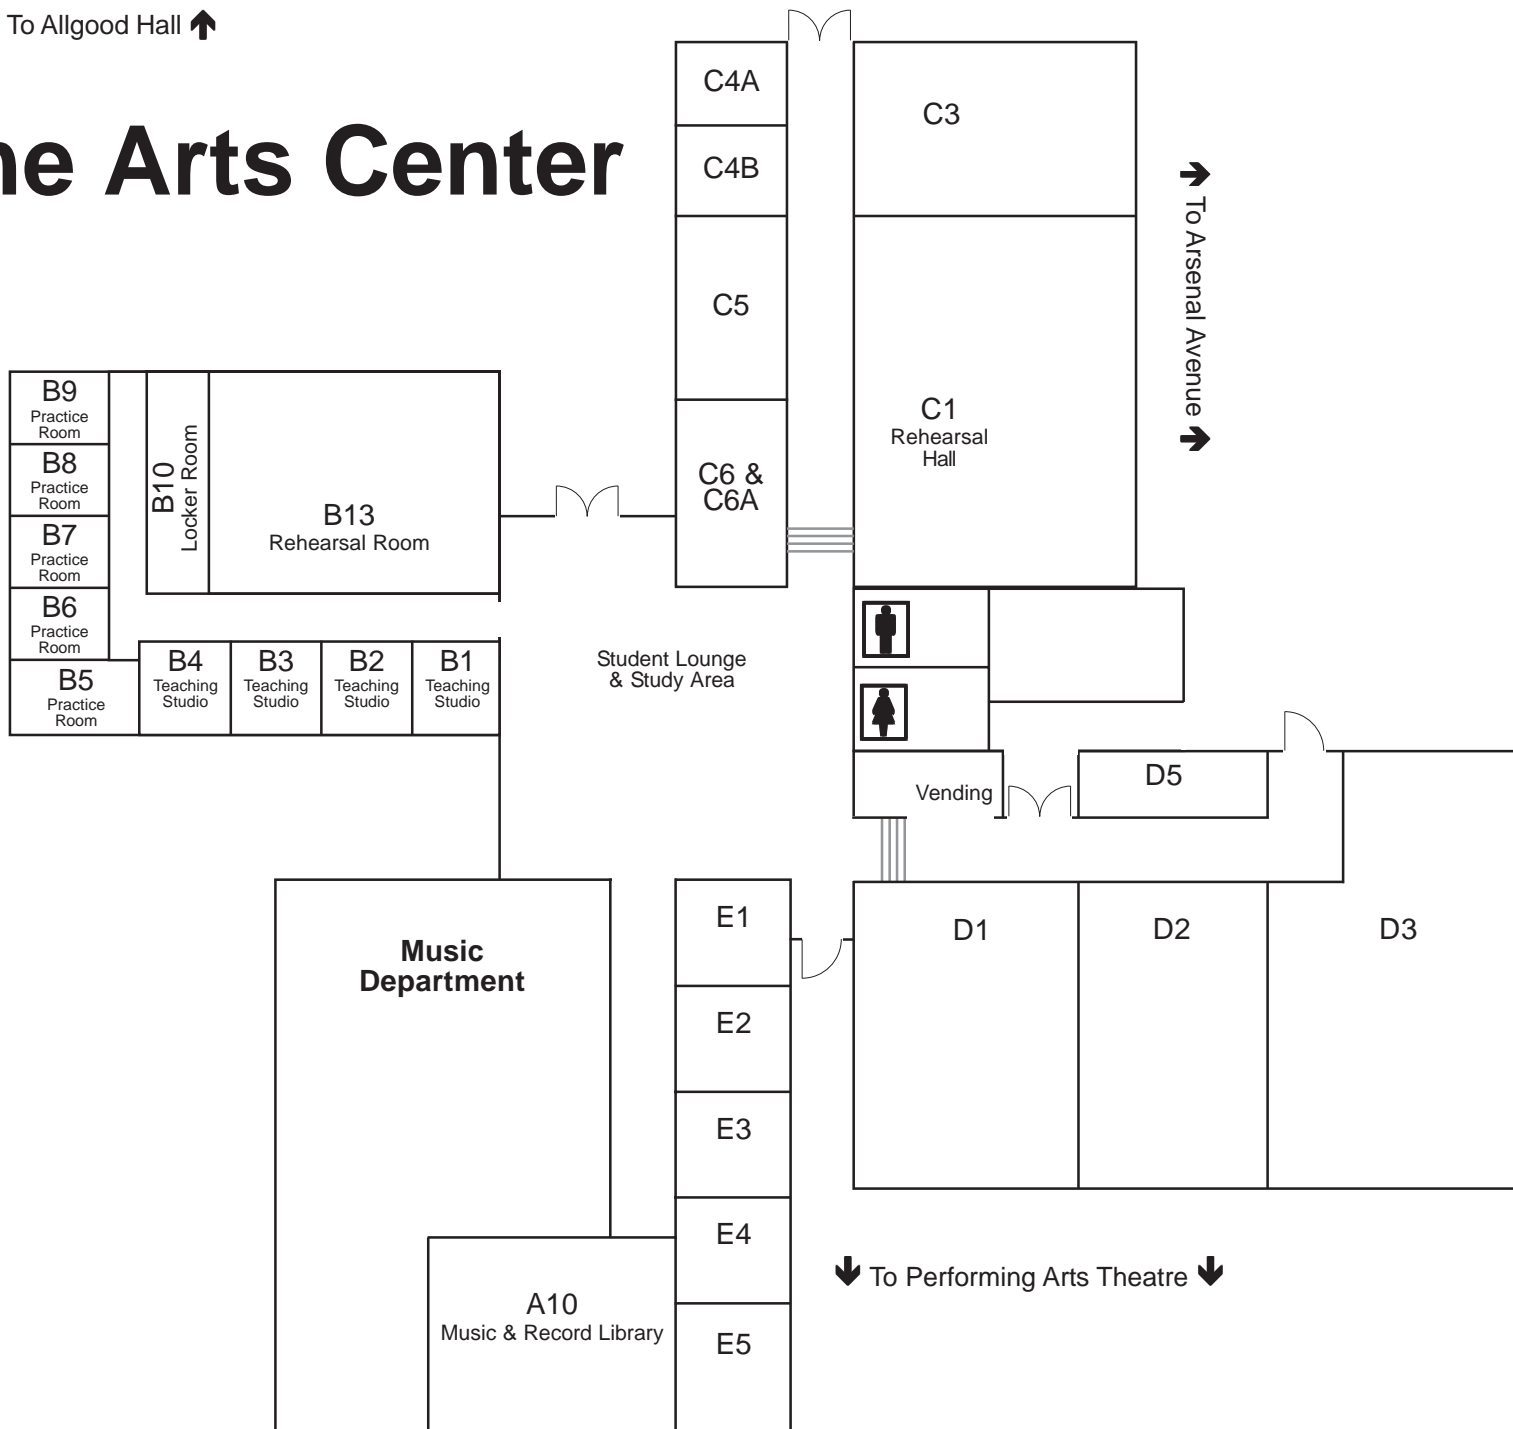 To Allgood Hall
ne Arts Center
C4A
C4B
C5
C6 &
C6A
C3
C1
Rehearsal
Hall
To Arsenal Avenue
B9
Practice
Room
B8
Practice
Room
B7
Practice
Room
B6
Practice
Room
B5
Practice
Room
B10
Locker Room
B13
Rehearsal Room
B4
Teaching
Studio
B3
Teaching
Studio
B2
Teaching
Studio
B1
Teaching
Studio
Student Lounge
& Study Area
Vending
D5
D1
D2
D3
Music
Department
E1
E2
E3
E4
E5
A10
Music & Record Library
To Performing Arts Theatre